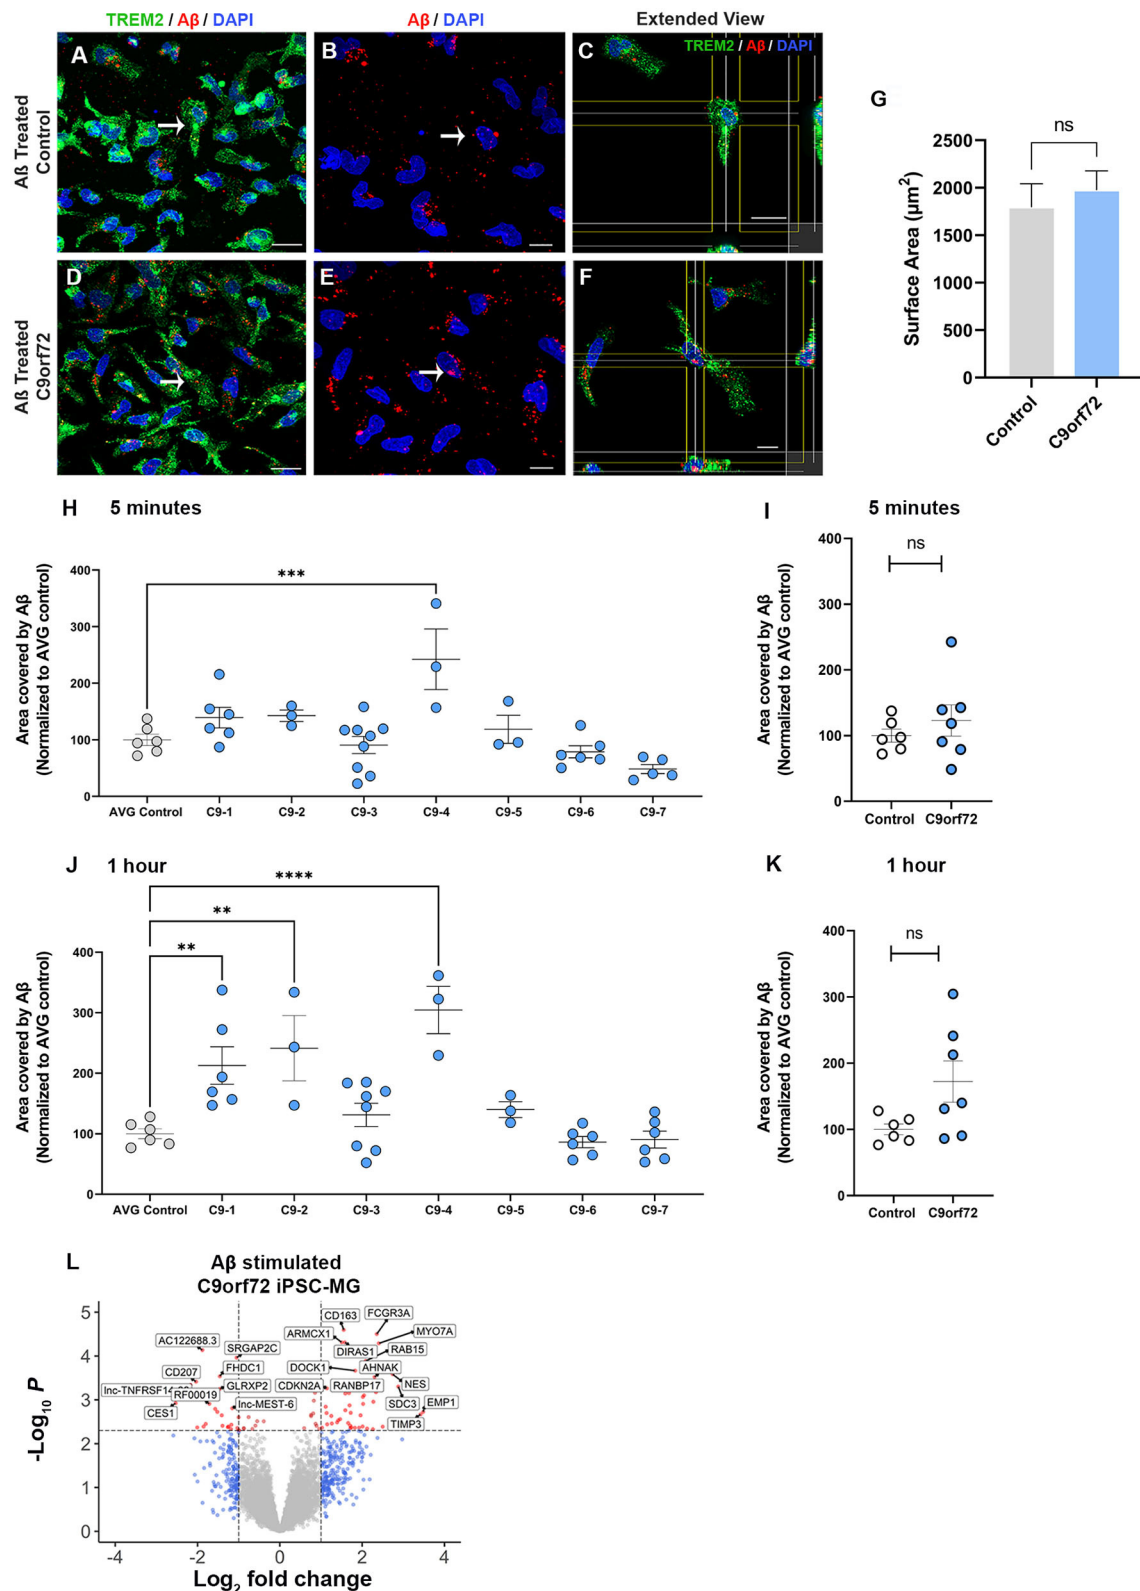 TREM2 / Aβ / DAPI
Aβ / DAPI
Extended View
Aß Treated
Control
A
B
C
TREM2 / Aβ / DAPI
Aß Treated
C9orf72
D
E
F
G
ns
Surface Area (µm²)
2500
2000
1500
1000
500
0
Control
C9orf72
H 5 minutes
Area covered by Aβ
(Normalized to AVG control)
400
300
200
100
0
***
AVG Control C9-1 C9-2 C9-3 C9-4 C9-5 C9-6 C9-7
I 5 minutes
Area covered by Aβ
(Normalized to AVG control)
400
300
200
100
0
ns
Control C9orf72
J 1 hour
Area covered by Aβ
(Normalized to AVG control)
400
300
200
100
0
****
**
**
AVG Control C9-1 C9-2 C9-3 C9-4 C9-5 C9-6 C9-7
K 1 hour
Area covered by Aβ
(Normalized to AVG control)
400
300
200
100
0
ns
Control C9orf72
L
Aβ stimulated
C9orf72 iPSC-MG
-Log₁₀ P
5
4
3
2
1
0
CD163
FCGR3A
ARMCX1
MYO7A
AC122688.3
SRGAP2C
DIRAS1
RAB15
CD207
FHDC1
DOCK1
AHNAK
lnc-TNFRSF14
GLRXP2
CDKN2A
RANBP17
NES
RF00019
SDC3
EMP1
CES1
lnc-MEST-6
TIMP3
-4 -2 0 2 4
Log₂ fold change